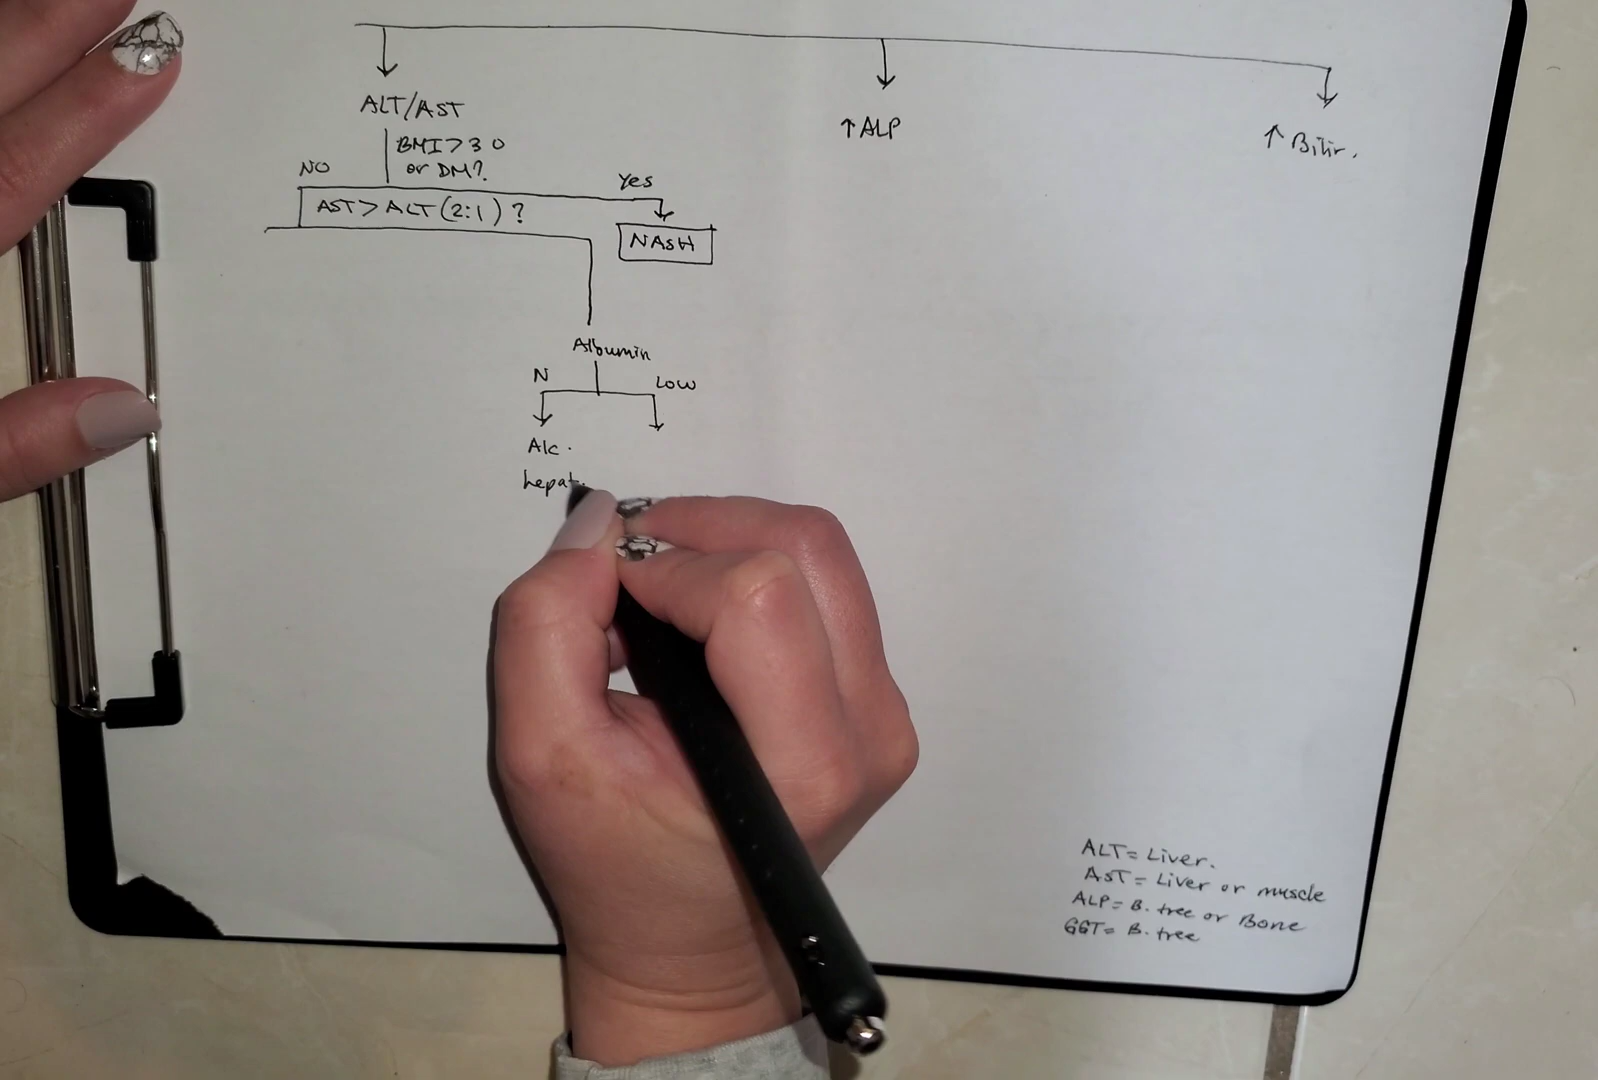 ALT/AST
BMI>30
or DM?
NO
Yes
AST>ALT(2:1)?
NASH
Albumin
N
Low
Alc.
hepat.
↑ALP
↑Bilir.
ALT=Liver.
AST=Liver or muscle
ALP=B. tree or Bone
GGT=B. tree